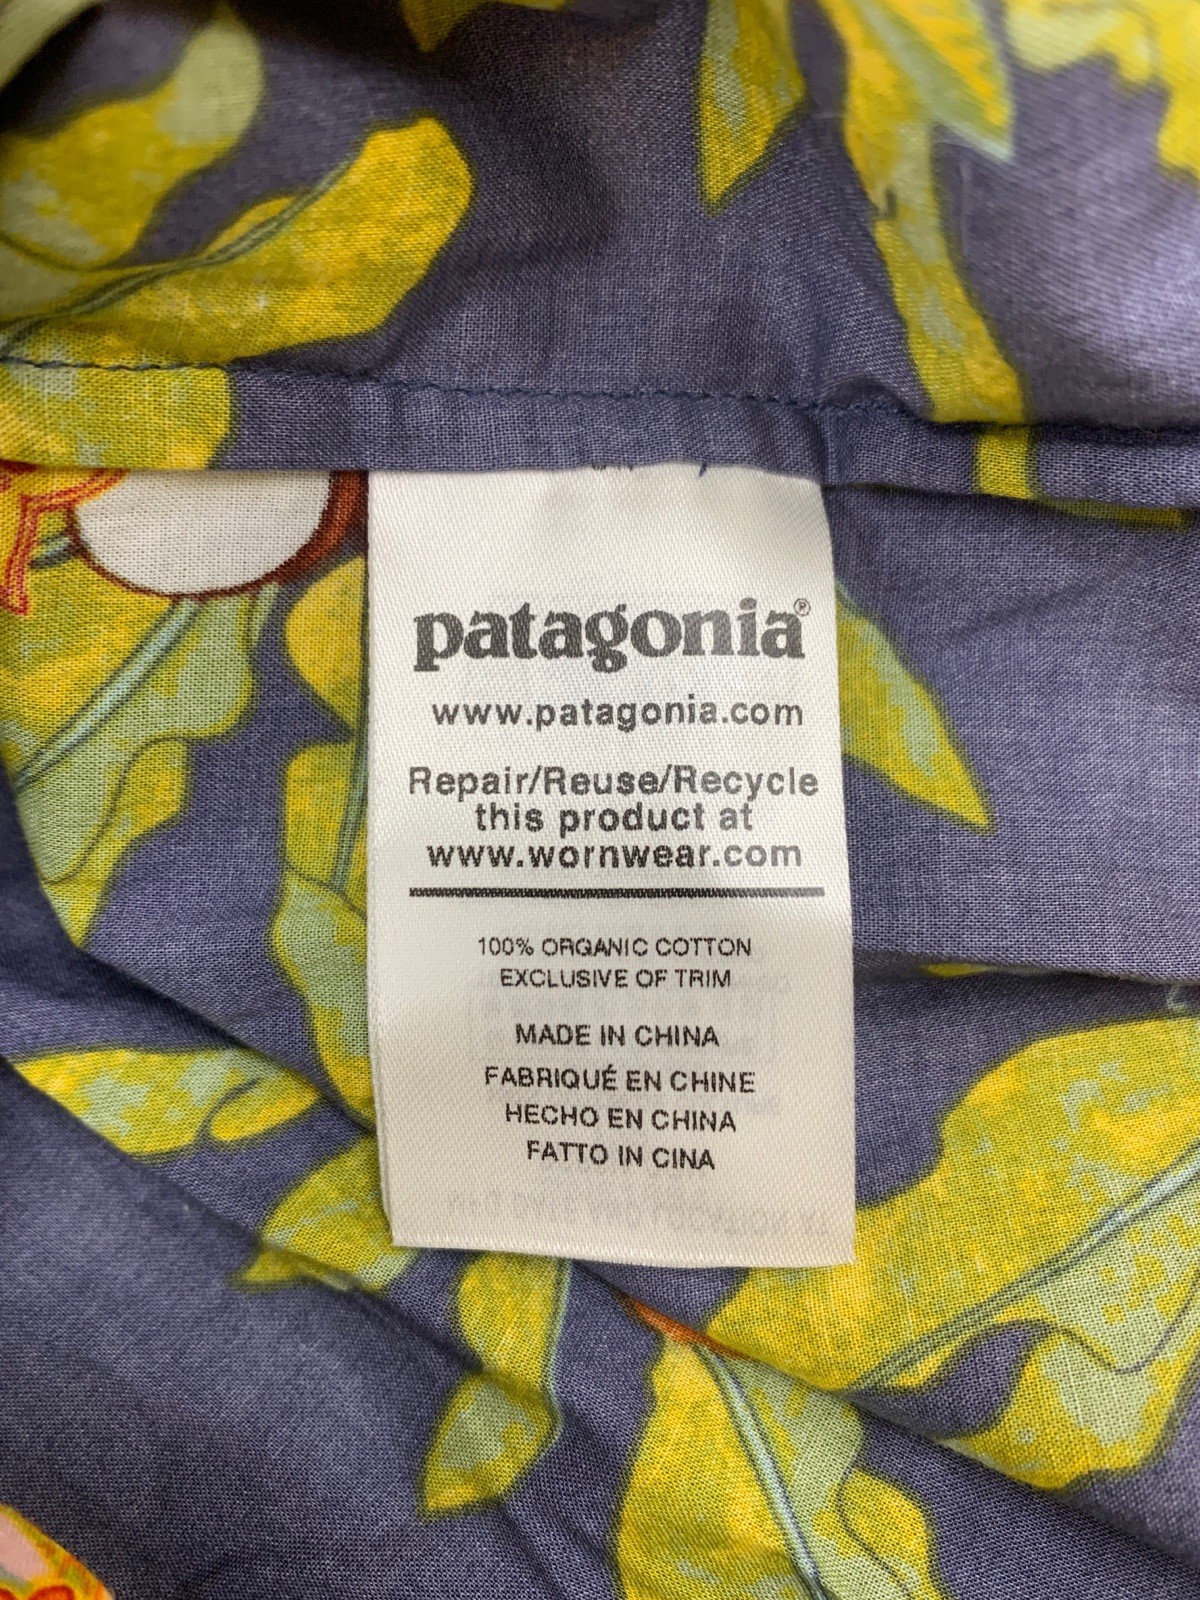 patagonia®
www.patagonia.com
Repair/Reuse/Recycle
this product at
www.wornwear.com
100% ORGANIC COTTON
EXCLUSIVE OF TRIM
MADE IN CHINA
FABRIQUÉ EN CHINE
HECHO EN CHINA
FATTO IN CINA